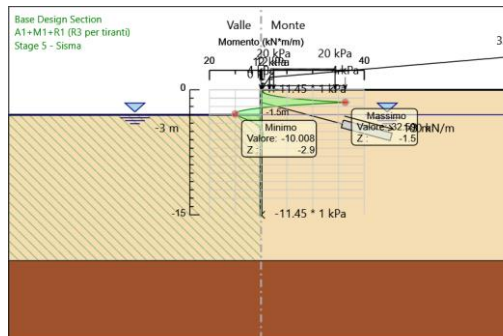 Base Design Section
A1+M1+R1 (R3 per tiranti)
Stage 5 - Sisma
Valle Monte
Momento (kN*m/m)
20 kPa 20 kPa
20 40
0
-11.45 * 1 kPa
-1.5m
-3 m
Minimo
Valore: -10.008
Z : -2.9
Massimo
Valore:
Z : -1.5
kN/m
-15
-11.45 * 1 kPa